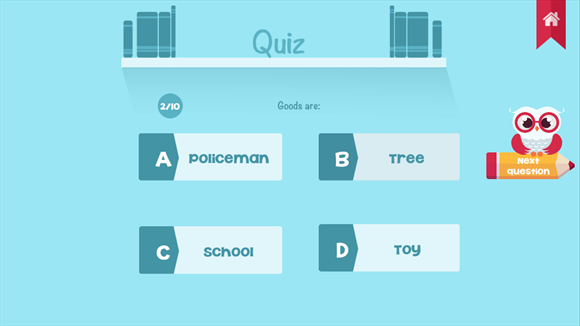 Quiz
2/10
Goods are:
A Policeman
B Tree
C School
D Toy
Next
question